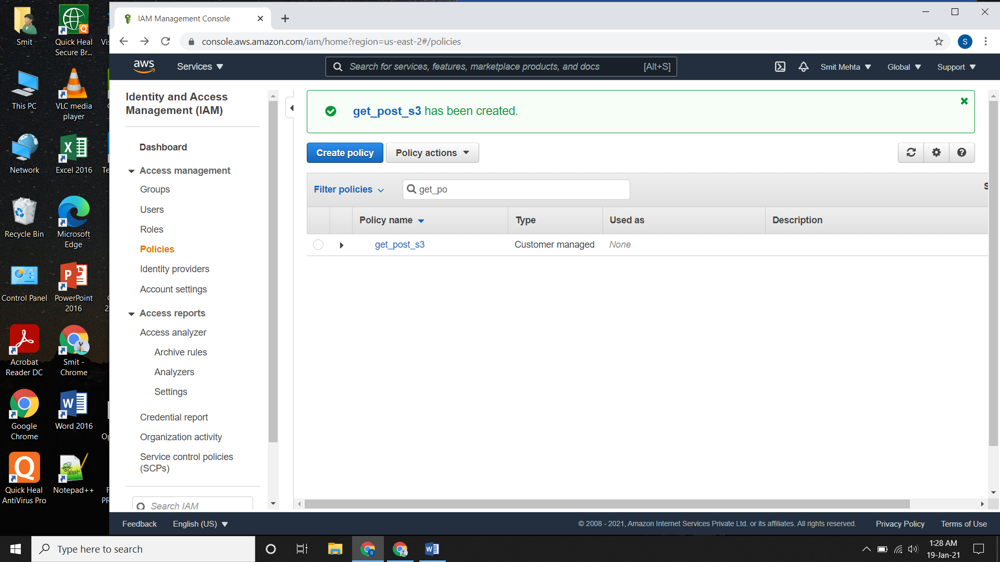 Smit
Quick Heal
Secure Br...
This PC
VLC media
player
Network
Excel 2016
Recycle Bin
Microsoft
Edge
Control Panel
PowerPoint
2016
Acrobat
Reader DC
Smit -
Chrome
Google
Chrome
Word 2016
Quick Heal
AntiVirus Pro
Notepad++
IAM Management Console
console.aws.amazon.com/iam/home?region=us-east-2#/policies
S
aws
Services
Search for services, features, marketplace products, and docs
[Alt+S]
Smit Mehta
Global
Support
Identity and Access
Management (IAM)
Dashboard
Access management
Groups
Users
Roles
Policies
Identity providers
Account settings
Access reports
Access analyzer
Archive rules
Analyzers
Settings
Credential report
Organization activity
Service control policies
(SCPs)
Search IAM
get_post_s3 has been created.
Create policy
Policy actions
Filter policies
get_po
Policy name
Type
Used as
Description
get_post_s3
Customer managed
None
Feedback
English (US)
© 2008 - 2021, Amazon Internet Services Private Ltd. or its affiliates. All rights reserved.
Privacy Policy
Terms of Use
Type here to search
1:28 AM
19-Jan-21